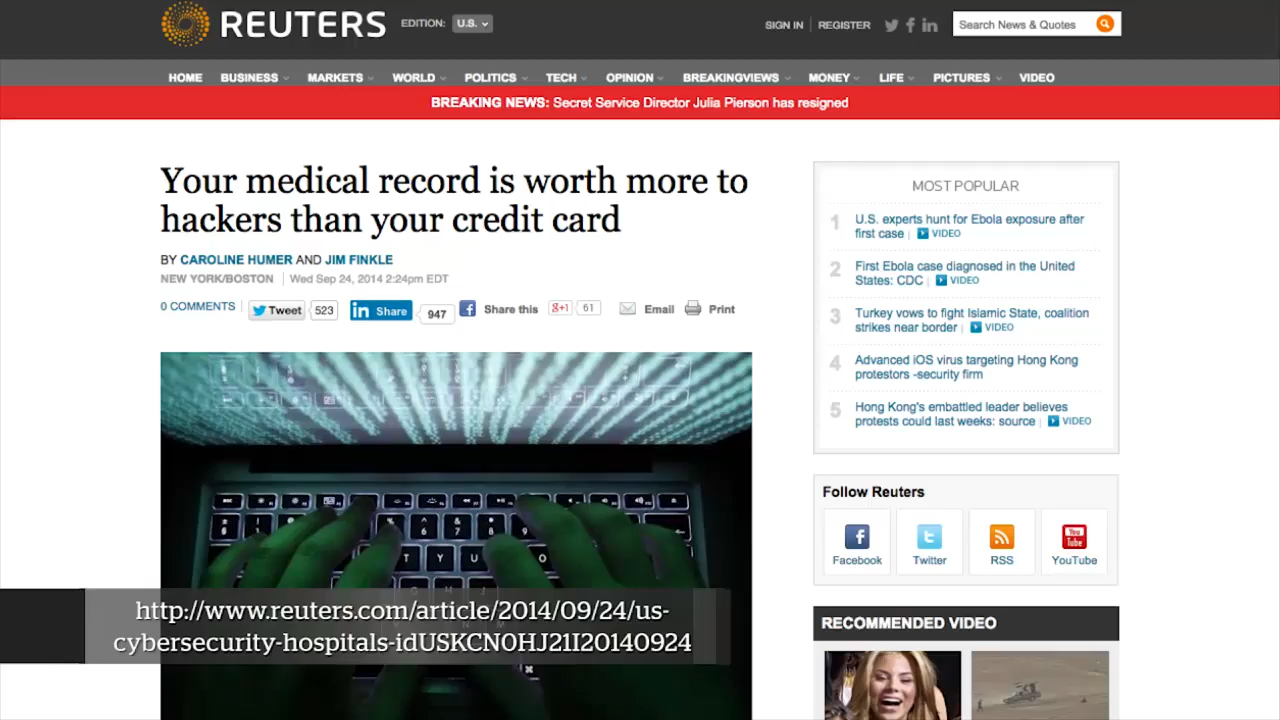 REUTERS
EDITION:
U.S.
SIGN IN
REGISTER
Search News & Quotes
HOME
BUSINESS
MARKETS
WORLD
POLITICS
TECH
OPINION
BREAKINGVIEWS
MONEY
LIFE
PICTURES
VIDEO
BREAKING NEWS: Secret Service Director Julia Pierson has resigned
Your medical record is worth more to
hackers than your credit card
BY CAROLINE HUMER AND JIM FINKLE
NEW YORK/BOSTON | Wed Sep 24, 2014 2:24pm EDT
0 COMMENTS
Tweet
523
in Share
947
Share this
g+1
61
Email
Print
http://www.reuters.com/article/2014/09/24/us-
cybersecurity-hospitals-idUSKCN0HJ21I20140924
MOST POPULAR
1
U.S. experts hunt for Ebola exposure after
first case | VIDEO
2
First Ebola case diagnosed in the United
States: CDC | VIDEO
3
Turkey vows to fight Islamic State, coalition
strikes near border | VIDEO
4
Advanced iOS virus targeting Hong Kong
protestors -security firm
5
Hong Kong's embattled leader believes
protests could last weeks: source | VIDEO
Follow Reuters
Facebook
Twitter
RSS
You
Tube
YouTube
RECOMMENDED VIDEO